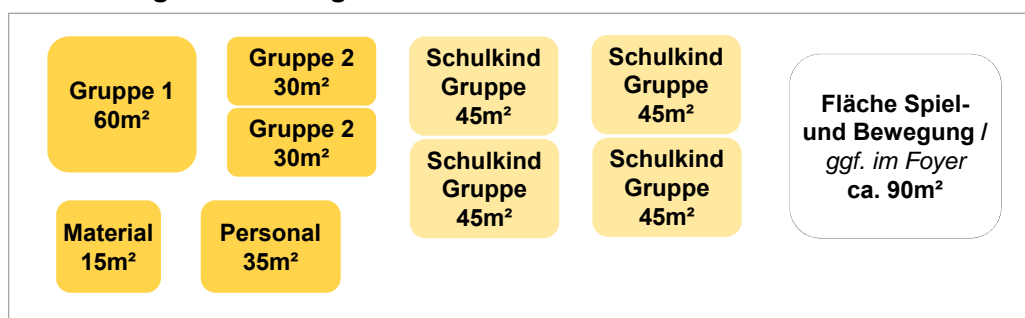 Gruppe 1
60m²
Gruppe 2
30m²
Gruppe 2
30m²
Schulkind
Gruppe
45m²
Schulkind
Gruppe
45m²
Schulkind
Gruppe
45m²
Schulkind
Gruppe
45m²
Fläche Spiel-
und Bewegung /
ggf. im Foyer
ca. 90m²
Material
15m²
Personal
35m²